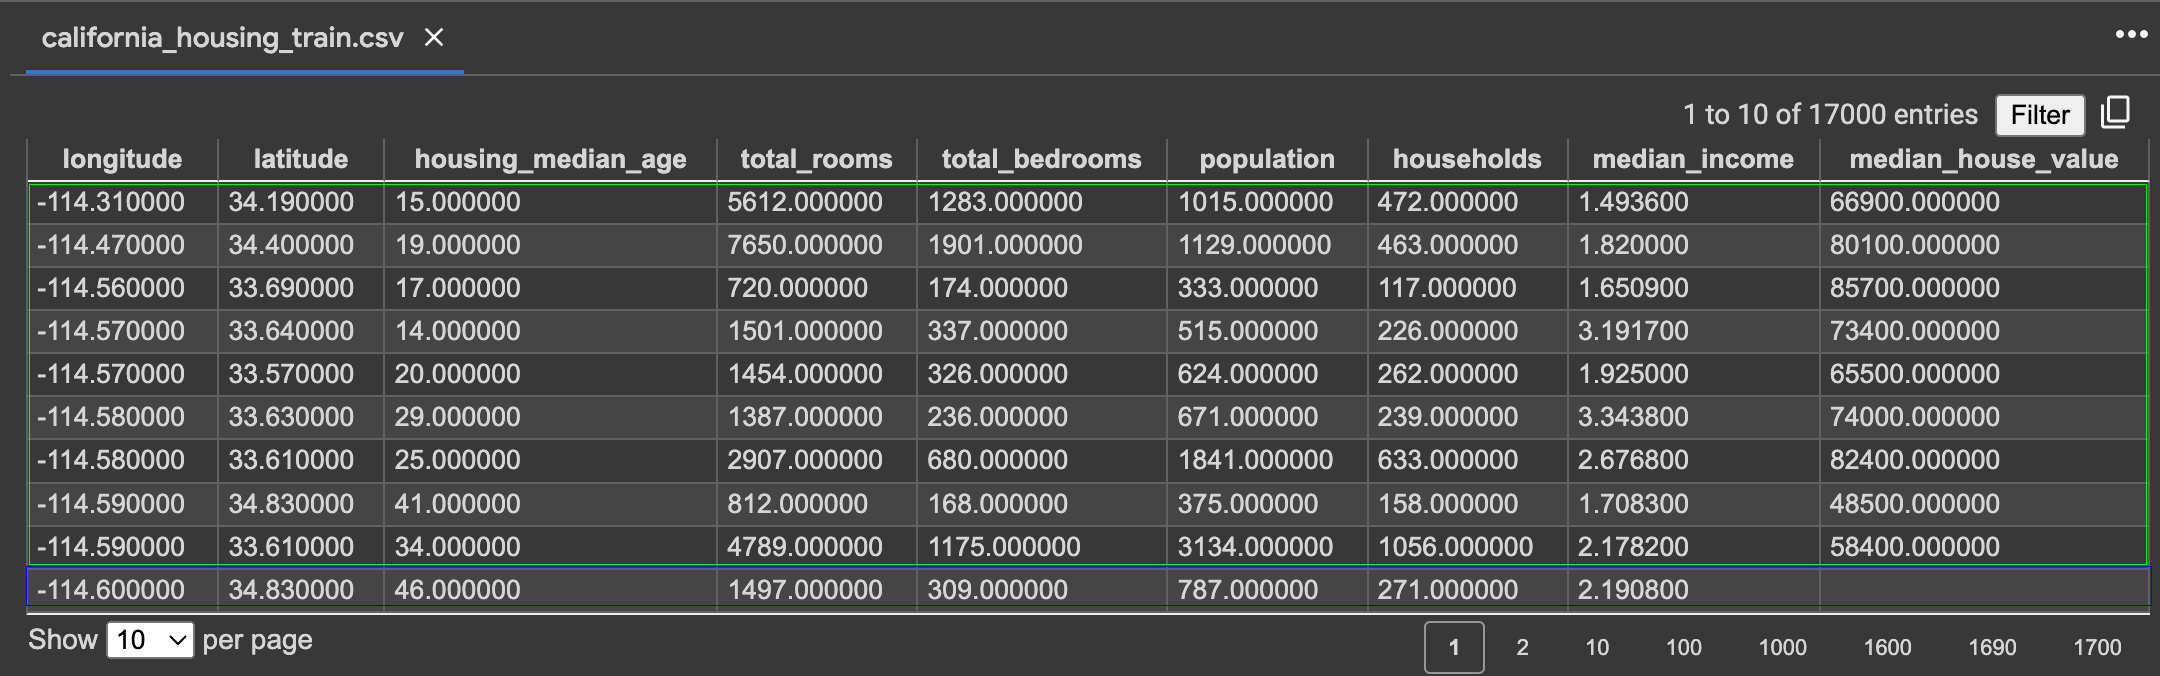 california_housing_train.csv ×
•••
1 to 10 of 17000 entries Filter
longitude latitude housing_median_age total_rooms total_bedrooms population households median_income median_house_value
-114.310000 34.190000 15.000000 5612.000000 1283.000000 1015.000000 472.000000 1.493600 66900.000000
-114.470000 34.400000 19.000000 7650.000000 1901.000000 1129.000000 463.000000 1.820000 80100.000000
-114.560000 33.690000 17.000000 720.000000 174.000000 333.000000 117.000000 1.650900 85700.000000
-114.570000 33.640000 14.000000 1501.000000 337.000000 515.000000 226.000000 3.191700 73400.000000
-114.570000 33.570000 20.000000 1454.000000 326.000000 624.000000 262.000000 1.925000 65500.000000
-114.580000 33.630000 29.000000 1387.000000 236.000000 671.000000 239.000000 3.343800 74000.000000
-114.580000 33.610000 25.000000 2907.000000 680.000000 1841.000000 633.000000 2.676800 82400.000000
-114.590000 34.830000 41.000000 812.000000 168.000000 375.000000 158.000000 1.708300 48500.000000
-114.590000 33.610000 34.000000 4789.000000 1175.000000 3134.000000 1056.000000 2.178200 58400.000000
-114.600000 34.830000 46.000000 1497.000000 309.000000 787.000000 271.000000 2.190800
Show 10 per page 1 2 10 100 1000 1600 1690 1700